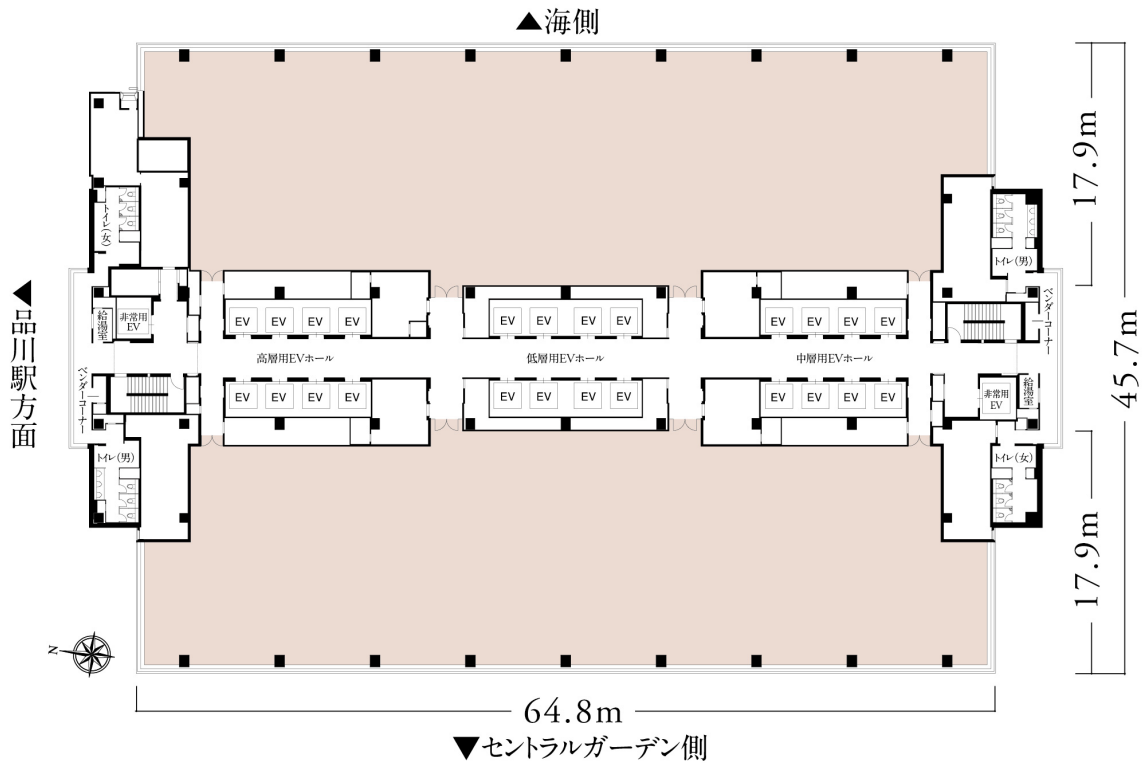 ▲海側
17.9m
45.7m
17.9m
▲品川駅方面
トイレ(女)
トイレ(男)
給湯室
非常用
EV
ベンダーコーナー
EV EV EV EV
EV EV EV EV
EV EV EV EV
高層用EVホール
低層用EVホール
中層用EVホール
EV EV EV EV
EV EV EV EV
EV EV EV EV
ベンダーコーナー
非常用
EV
給湯室
トイレ(男)
トイレ(女)
N
64.8m
▼セントラルガーデン側